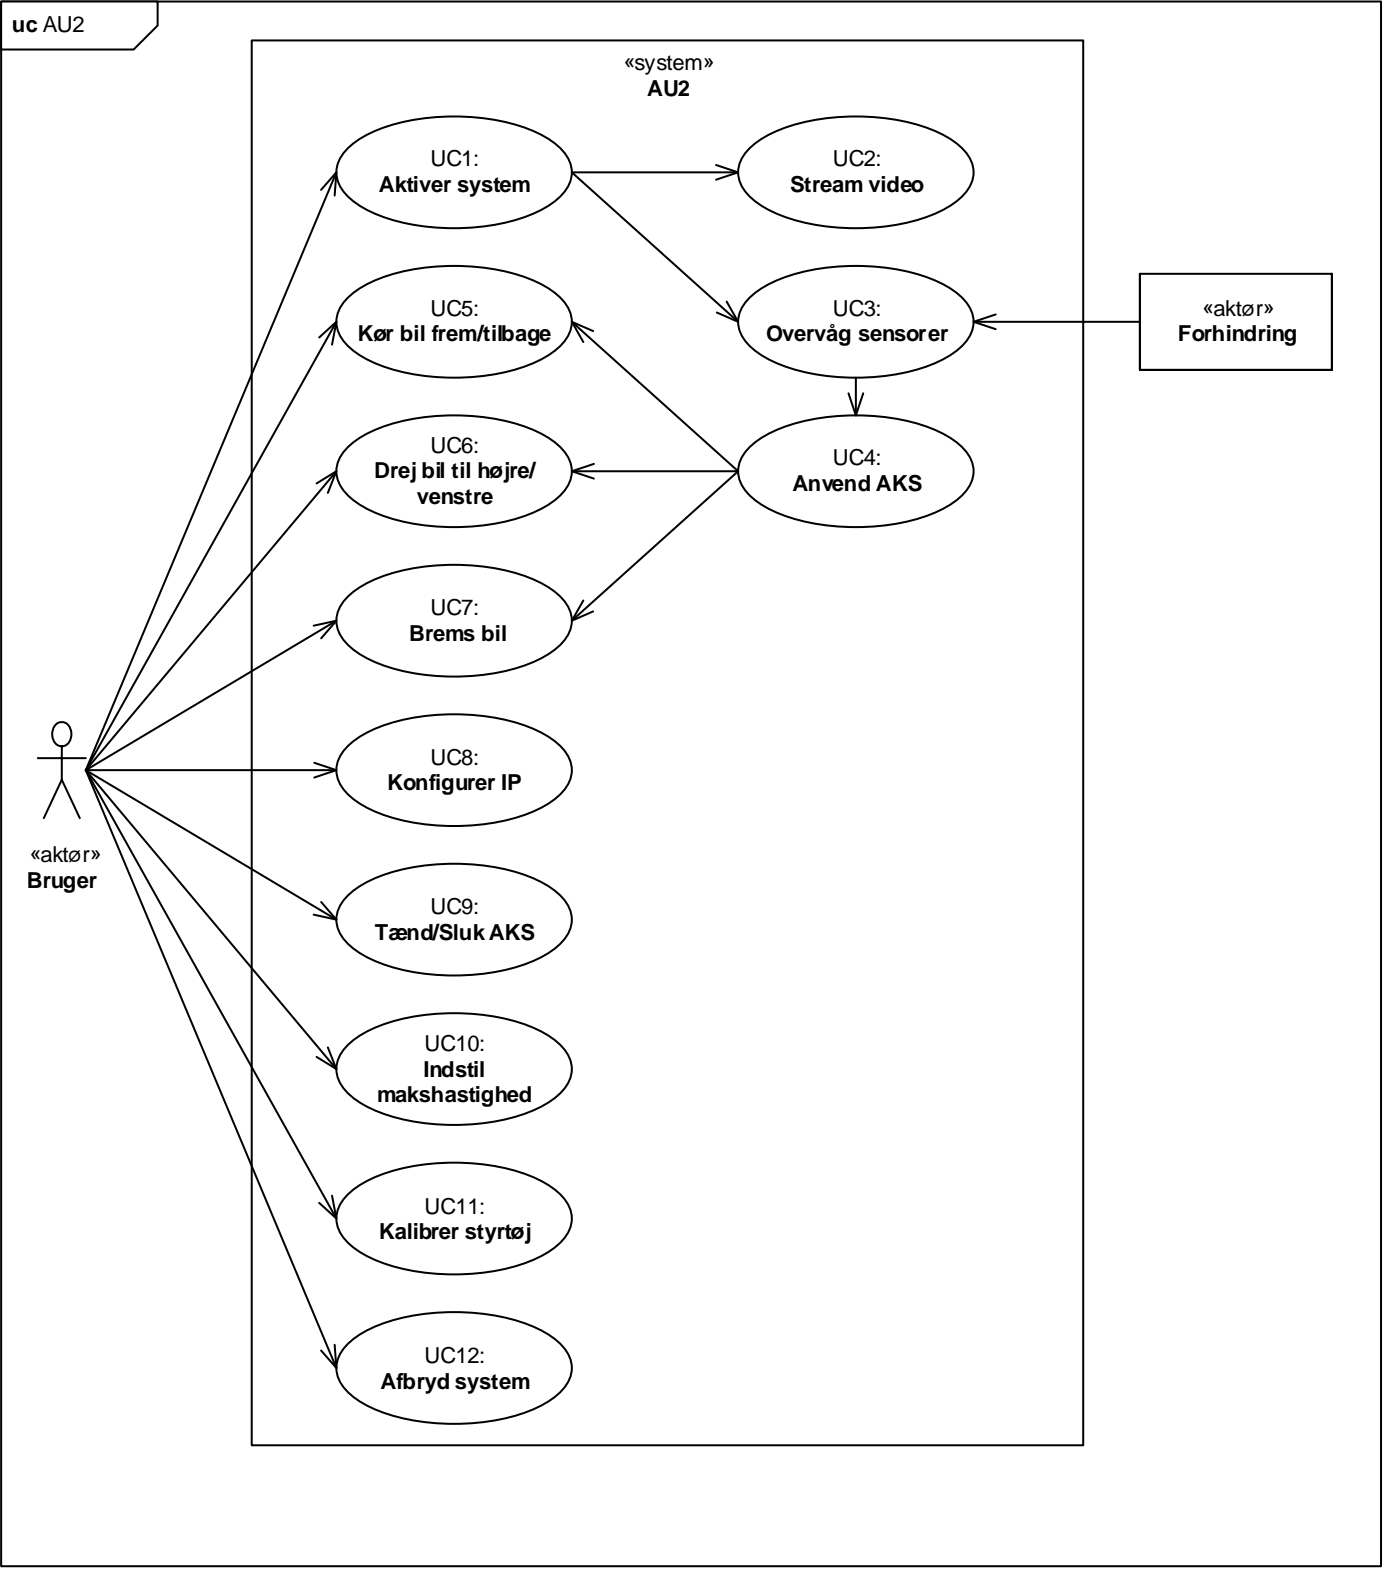 uc AU2
«system»
AU2
UC1:
Aktiver system
UC2:
Stream video
UC5:
Kør bil frem/tilbage
UC3:
Overvåg sensorer
«aktør»
Forhindring
UC6:
Drej bil til højre/
venstre
UC4:
Anvend AKS
UC7:
Brems bil
UC8:
Konfigurer IP
«aktør»
Bruger
UC9:
Tænd/Sluk AKS
UC10:
Indstil
makshastighed
UC11:
Kalibrer styrtøj
UC12:
Afbryd system